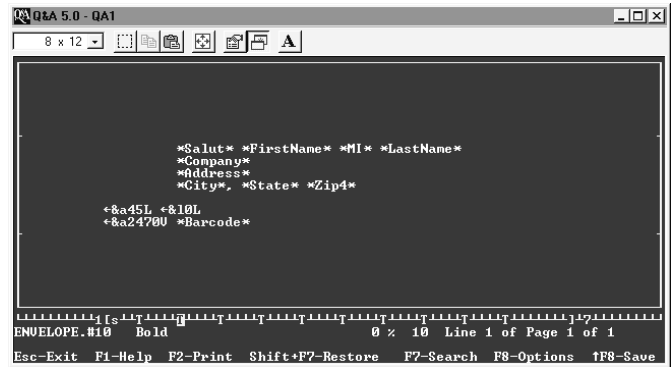 Q&A 5.0 - QA1
8 x 12 A
*Salut* *FirstName* *MI* *LastName*
*Company*
*Address*
*City*, *State* *Zip4*
←&a45L ←&l0L
←&a2470V *Barcode*
ENVELOPE.#10 Bold 0 % 10 Line 1 of Page 1 of 1
Esc-Exit F1-Help F2-Print Shift+F7-Restore F7-Search F8-Options ↑F8-Save